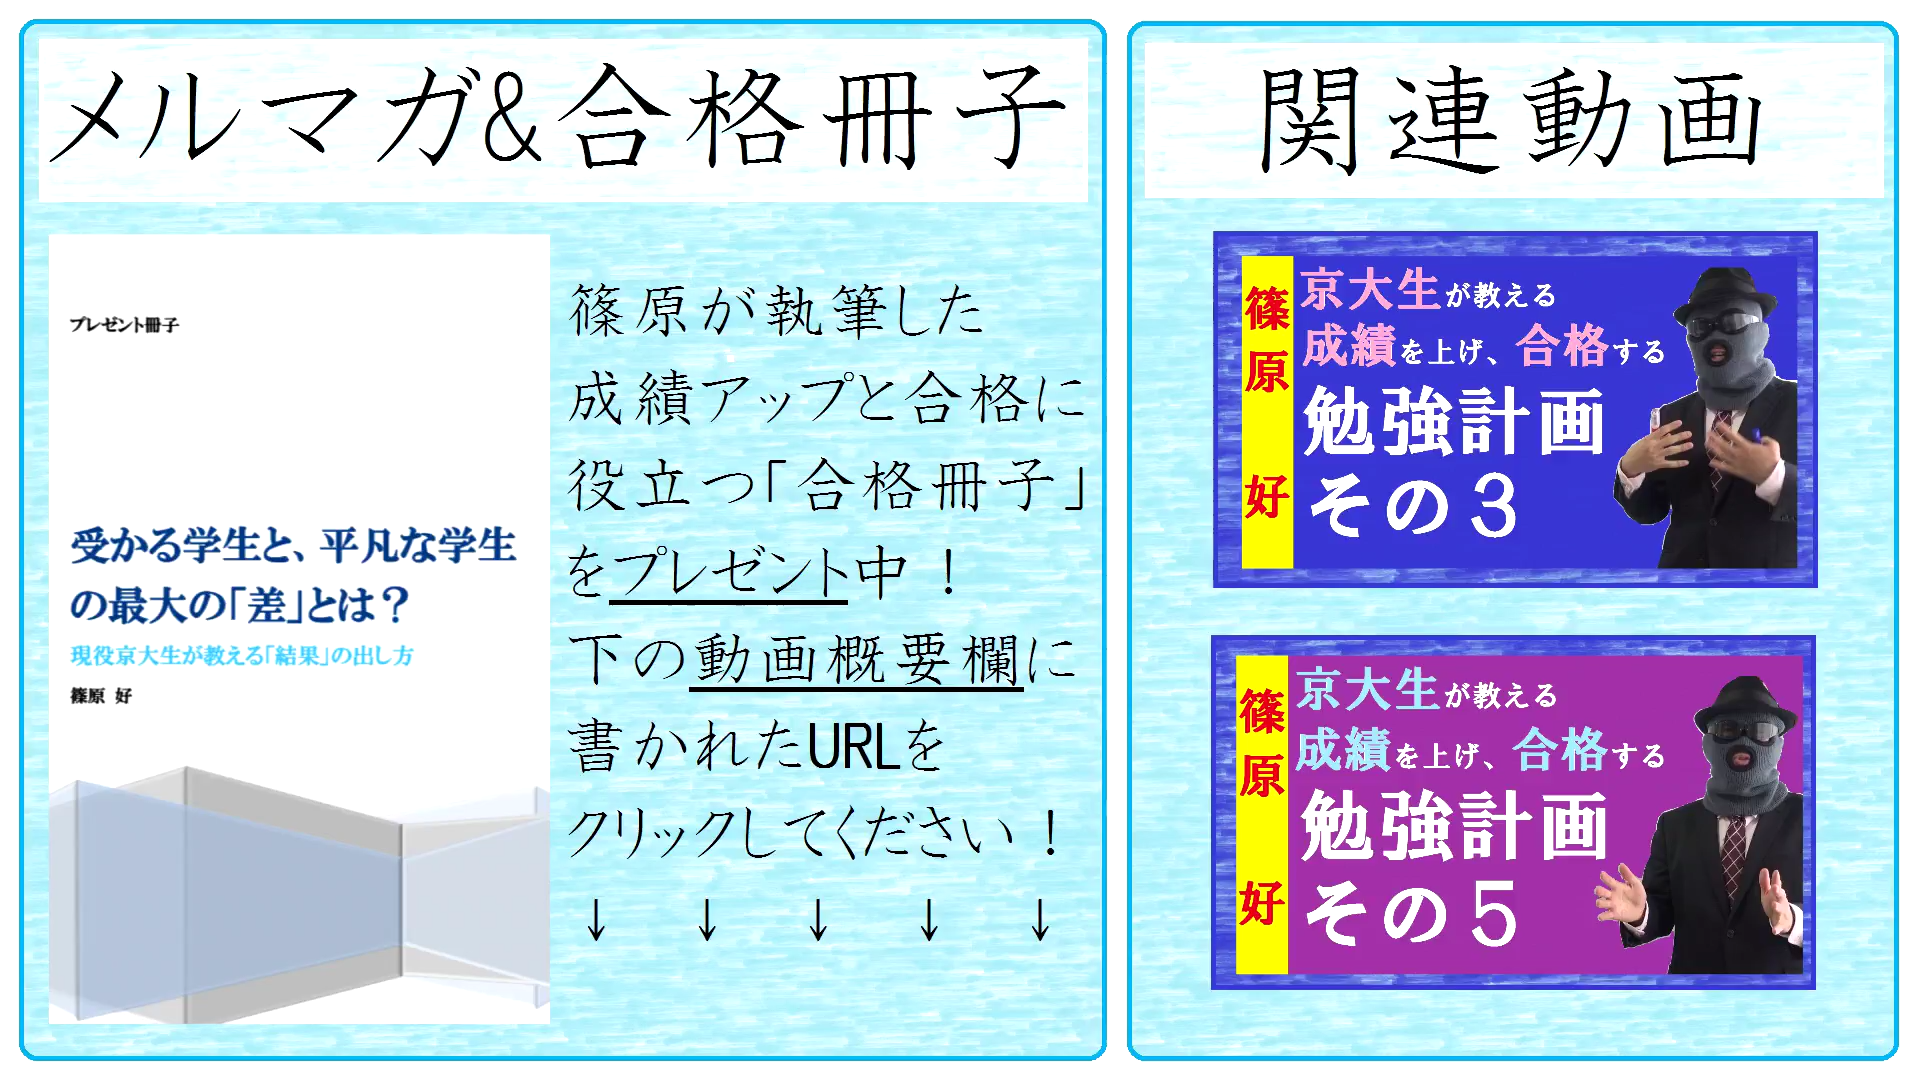 メルマガ&合格冊子
プレゼント冊子
受かる学生と、平凡な学生
の最大の「差」とは？
現役京大生が教える「結果」の出し方
篠原 好
篠原が執筆した
成績アップと合格に
役立つ「合格冊子」
をプレゼント中！
下の動画概要欄に
書かれたURLを
クリックしてください！
↓ ↓ ↓ ↓ ↓
関連動画
篠原 好
京大生が教える
成績を上げ、合格する
勉強計画
その３
篠原 好
京大生が教える
成績を上げ、合格する
勉強計画
その５